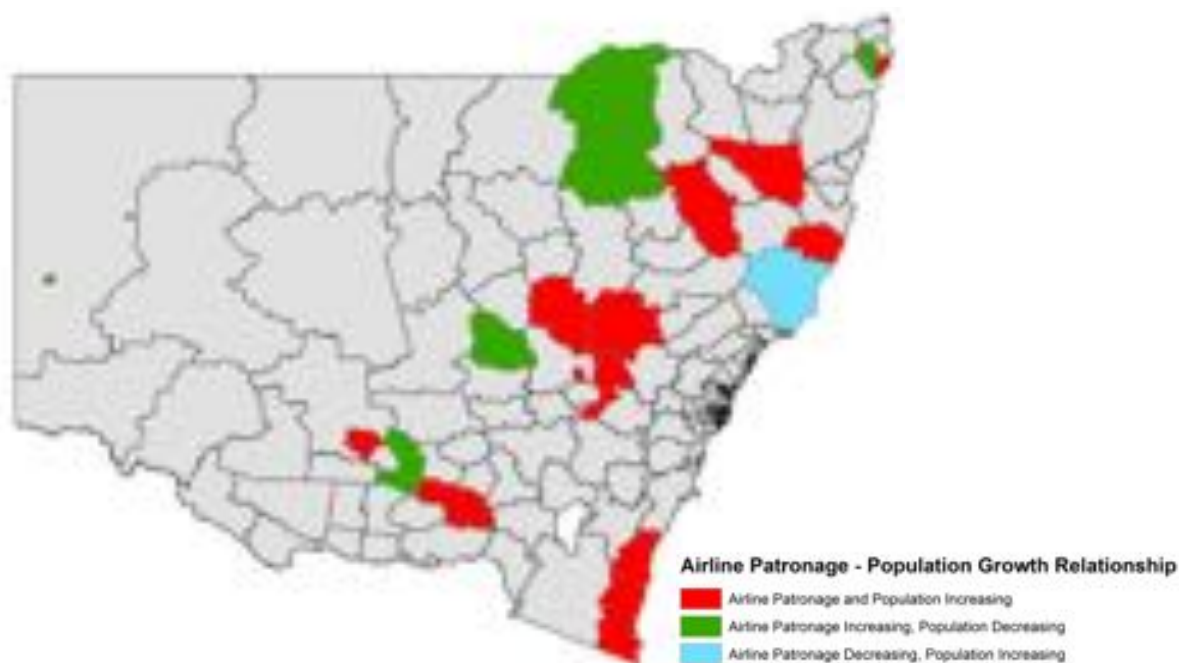 Airline Patronage - Population Growth Relationship
Airline Patronage and Population Increasing
Airline Patronage Increasing, Population Decreasing
Airline Patronage Decreasing, Population Increasing